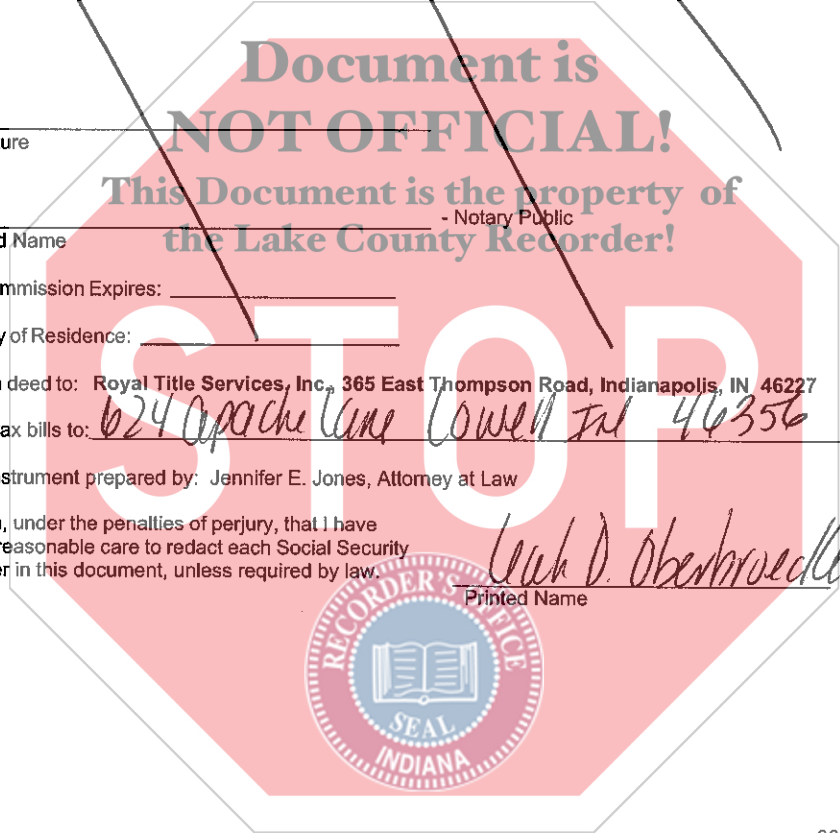 Document is
NOT OFFICIAL!
ure
This Document is the property of
- Notary Public
d Name
the Lake County Recorder!
mmission Expires:
y of Residence:
STOP
n deed to: Royal Title Services, Inc., 365 East Thompson Road, Indianapolis, IN 46227
ax bills to: 624 Apache Lane Lowell In 46356
strument prepared by: Jennifer E. Jones, Attorney at Law
, under the penalties of perjury, that I have
reasonable care to redact each Social Security
r in this document, unless required by law.
Leah D.
Printed Name
RECORDER'S OFFICE
SEAL
INDIANA